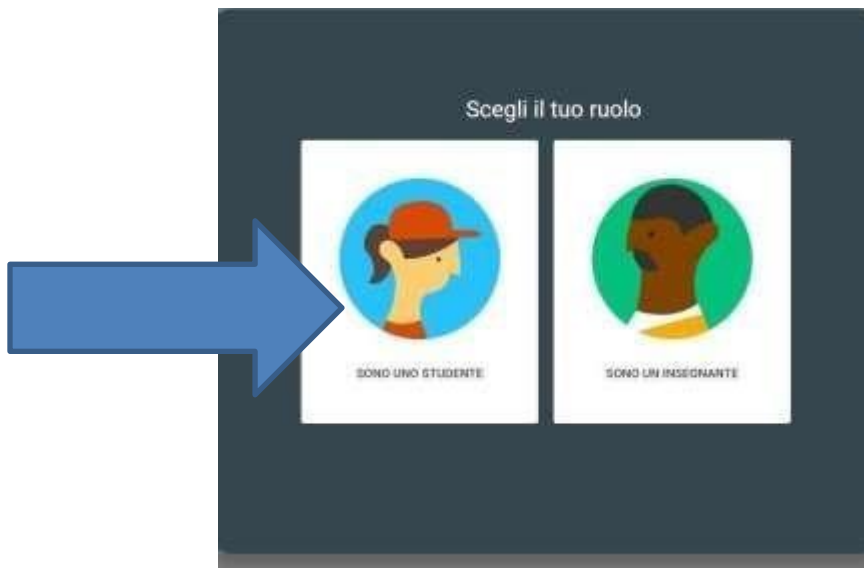 Scegli il tuo ruolo
SONO UNO STUDENTE
SONO UN INSEGNANTE